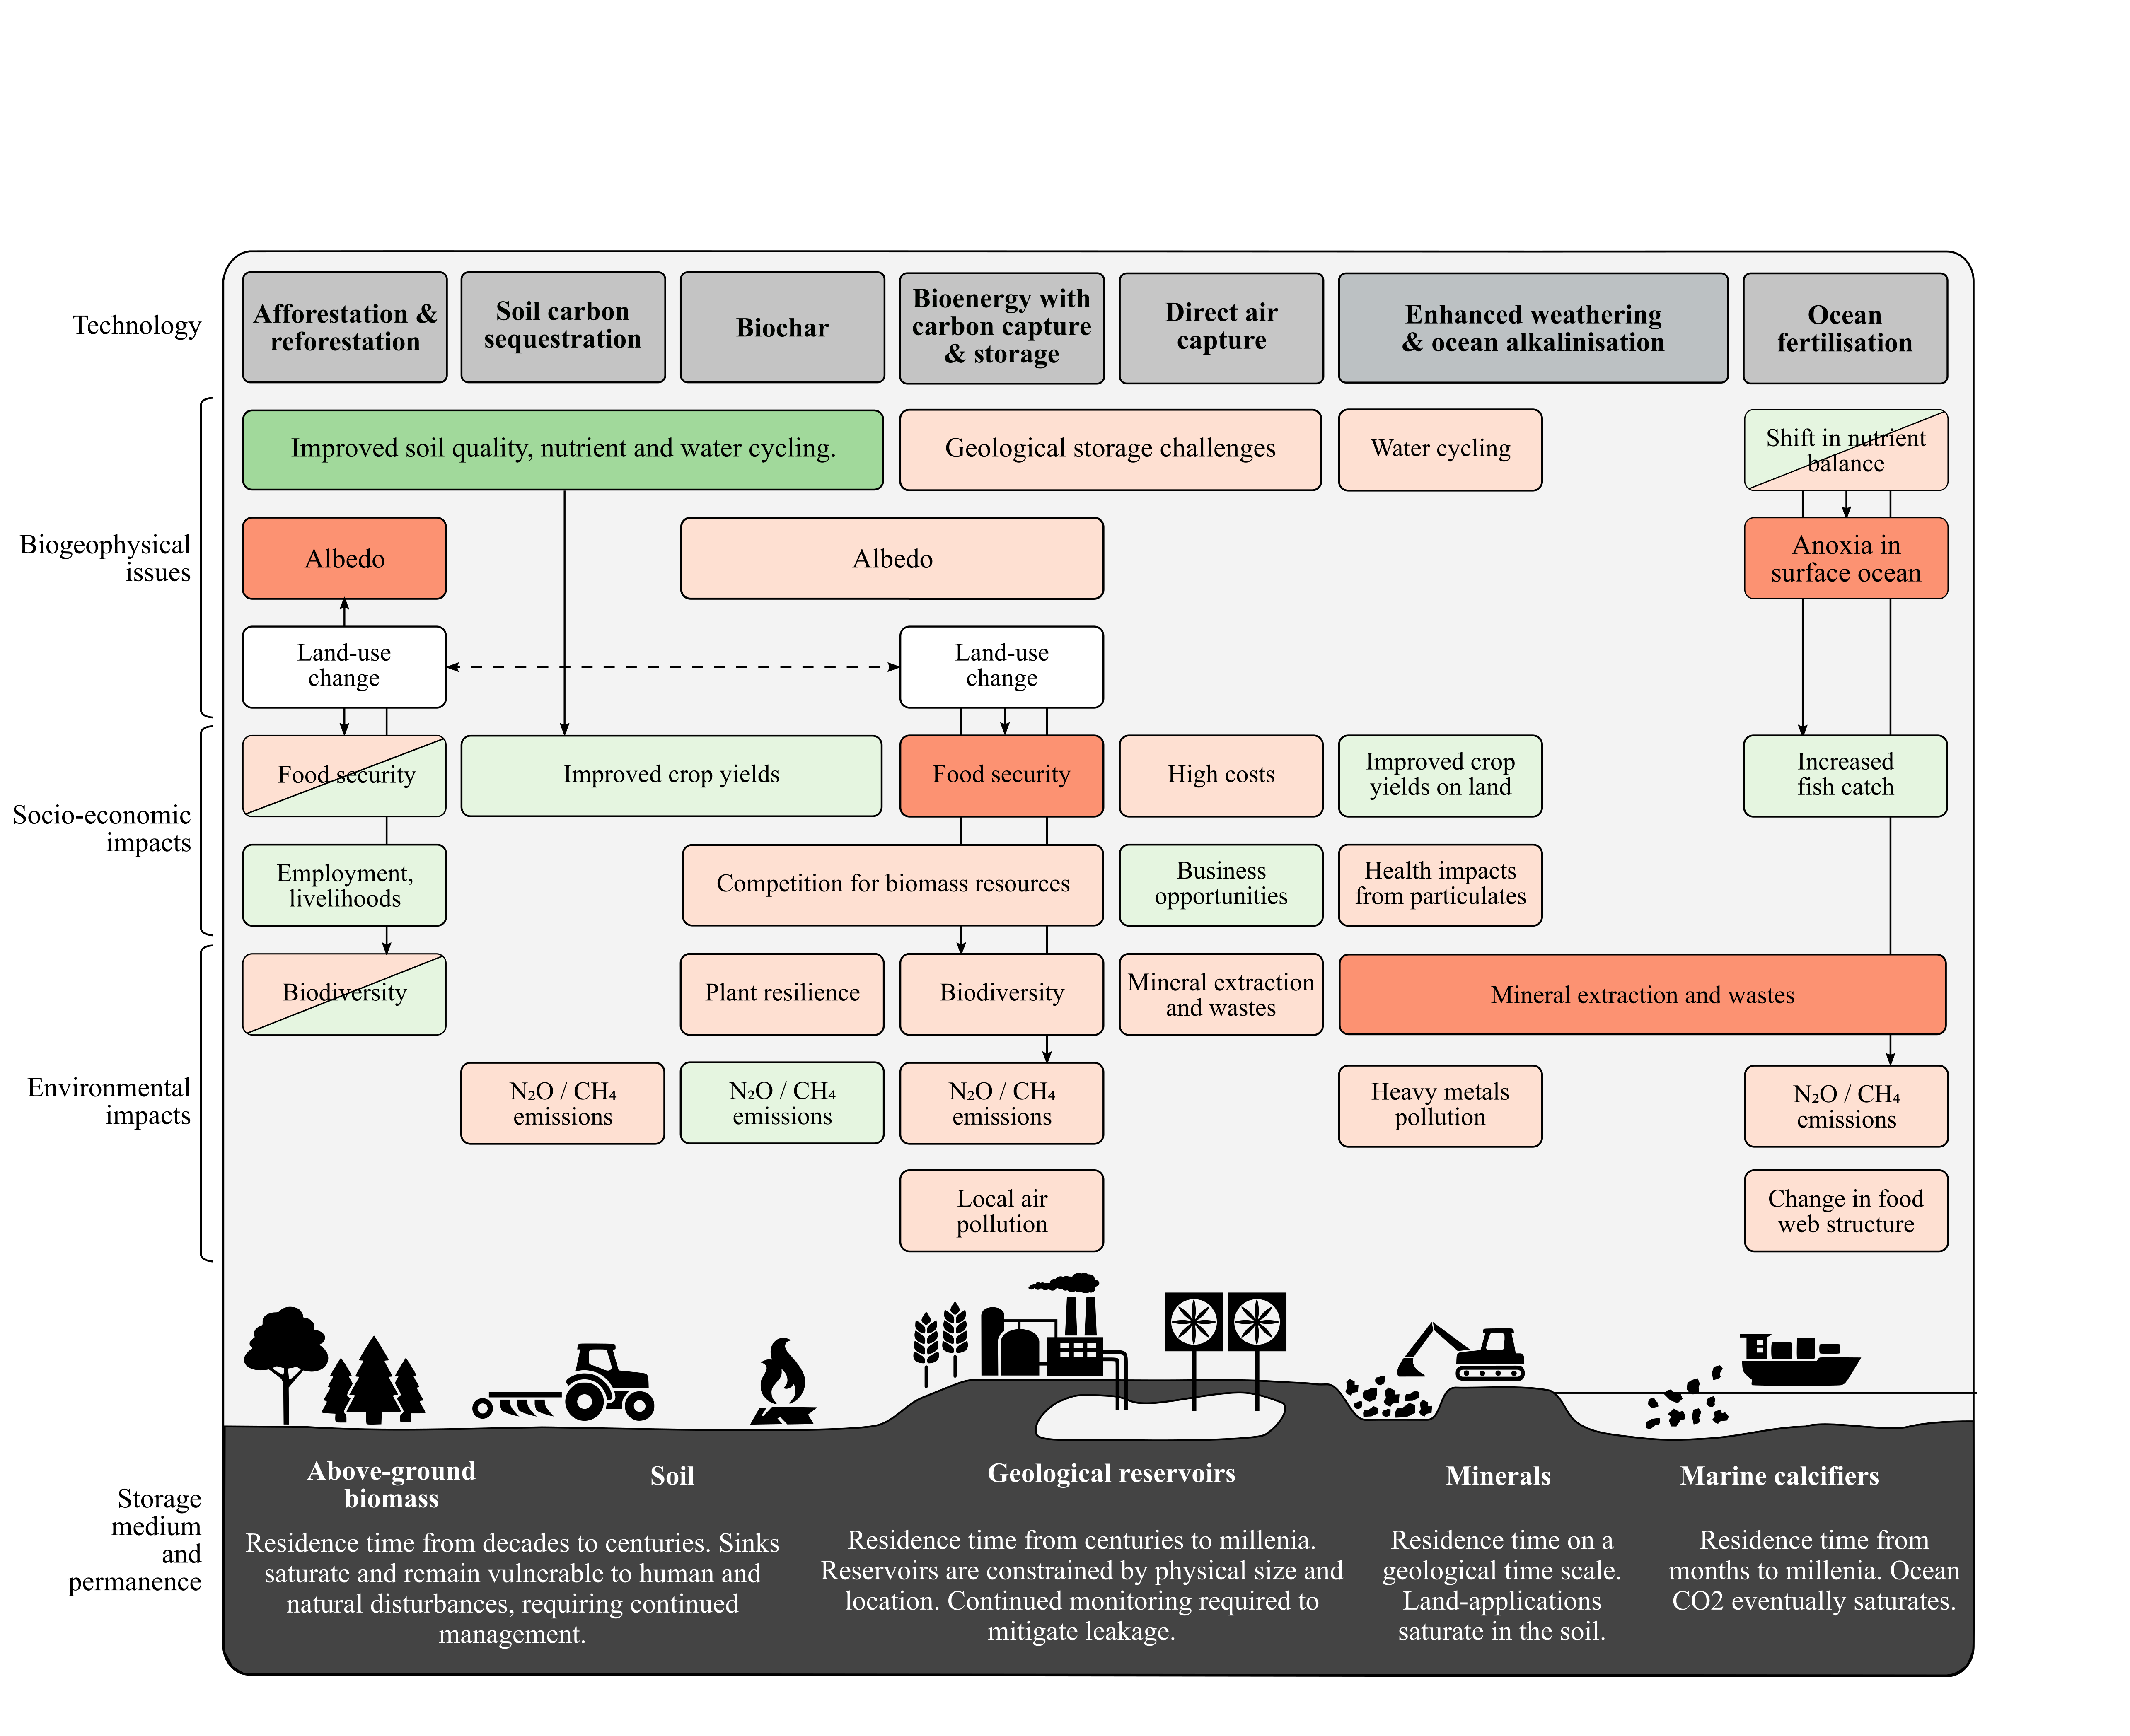 Technology
Afforestation &
reforestation
Soil carbon
sequestration
Biochar
Bioenergy with
carbon capture
& storage
Direct air
capture
Enhanced weathering
& ocean alkalinisation
Ocean
fertilisation
Biogeophysical
issues
Improved soil quality, nutrient and water cycling.
Geological storage challenges
Water cycling
Shift in nutrient
balance
Albedo
Albedo
Anoxia in
surface ocean
Land-use
change
Land-use
change
Socio-economic
impacts
Food security
Improved crop yields
Food security
High costs
Improved crop
yields on land
Increased
fish catch
Employment,
livelihoods
Competition for biomass resources
Business
opportunities
Health impacts
from particulates
Environmental
impacts
Biodiversity
Plant resilience
Biodiversity
Mineral extraction
and wastes
Mineral extraction and wastes
N₂O / CH₄
emissions
N₂O / CH₄
emissions
N₂O / CH₄
emissions
Heavy metals
pollution
N₂O / CH₄
emissions
Local air
pollution
Change in food
web structure
Storage
medium
and
permanence
Above-ground
biomass
Soil
Residence time from decades to centuries. Sinks
saturate and remain vulnerable to human and
natural disturbances, requiring continued
management.
Geological reservoirs
Residence time from centuries to millenia.
Reservoirs are constrained by physical size and
location. Continued monitoring required to
mitigate leakage.
Minerals
Residence time on a
geological time scale.
Land-applications
saturate in the soil.
Marine calcifiers
Residence time from
months to millenia. Ocean
CO2 eventually saturates.